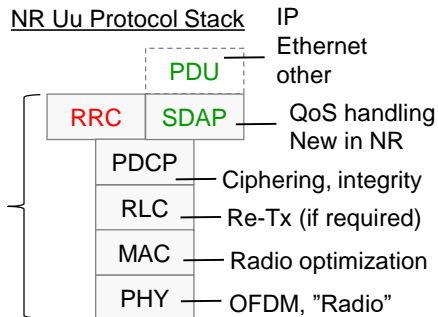 NR Uu Protocol Stack
IP
Ethernet
other
PDU
RRC
SDAP
QoS handling
New in NR
PDCP
Ciphering, integrity
RLC
Re-Tx (if required)
MAC
Radio optimization
PHY
OFDM, ”Radio”